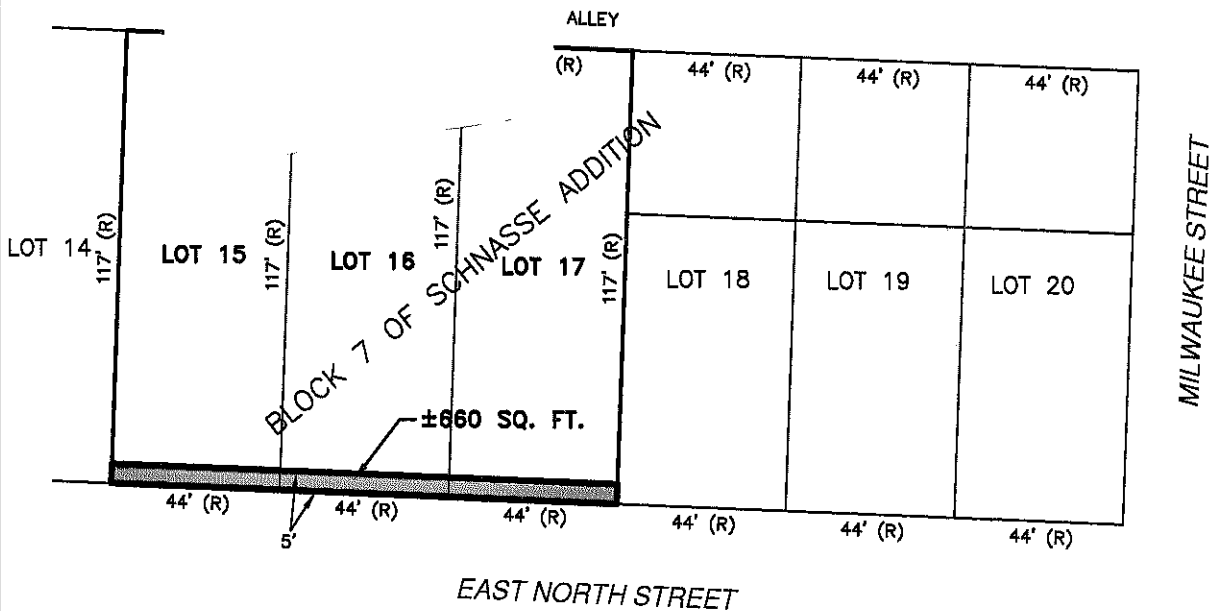 ALLEY
(R)
44' (R)
44' (R)
44' (R)
MILWAUKEE STREET
LOT 14
117' (R)
LOT 15
117' (R)
LOT 16
117' (R)
LOT 17
117' (R)
LOT 18
LOT 19
LOT 20
BLOCK 7 OF SCHNASSE ADDITION
±660 SQ. FT.
44' (R)
44' (R)
44' (R)
44' (R)
44' (R)
44' (R)
5'
EAST NORTH STREET